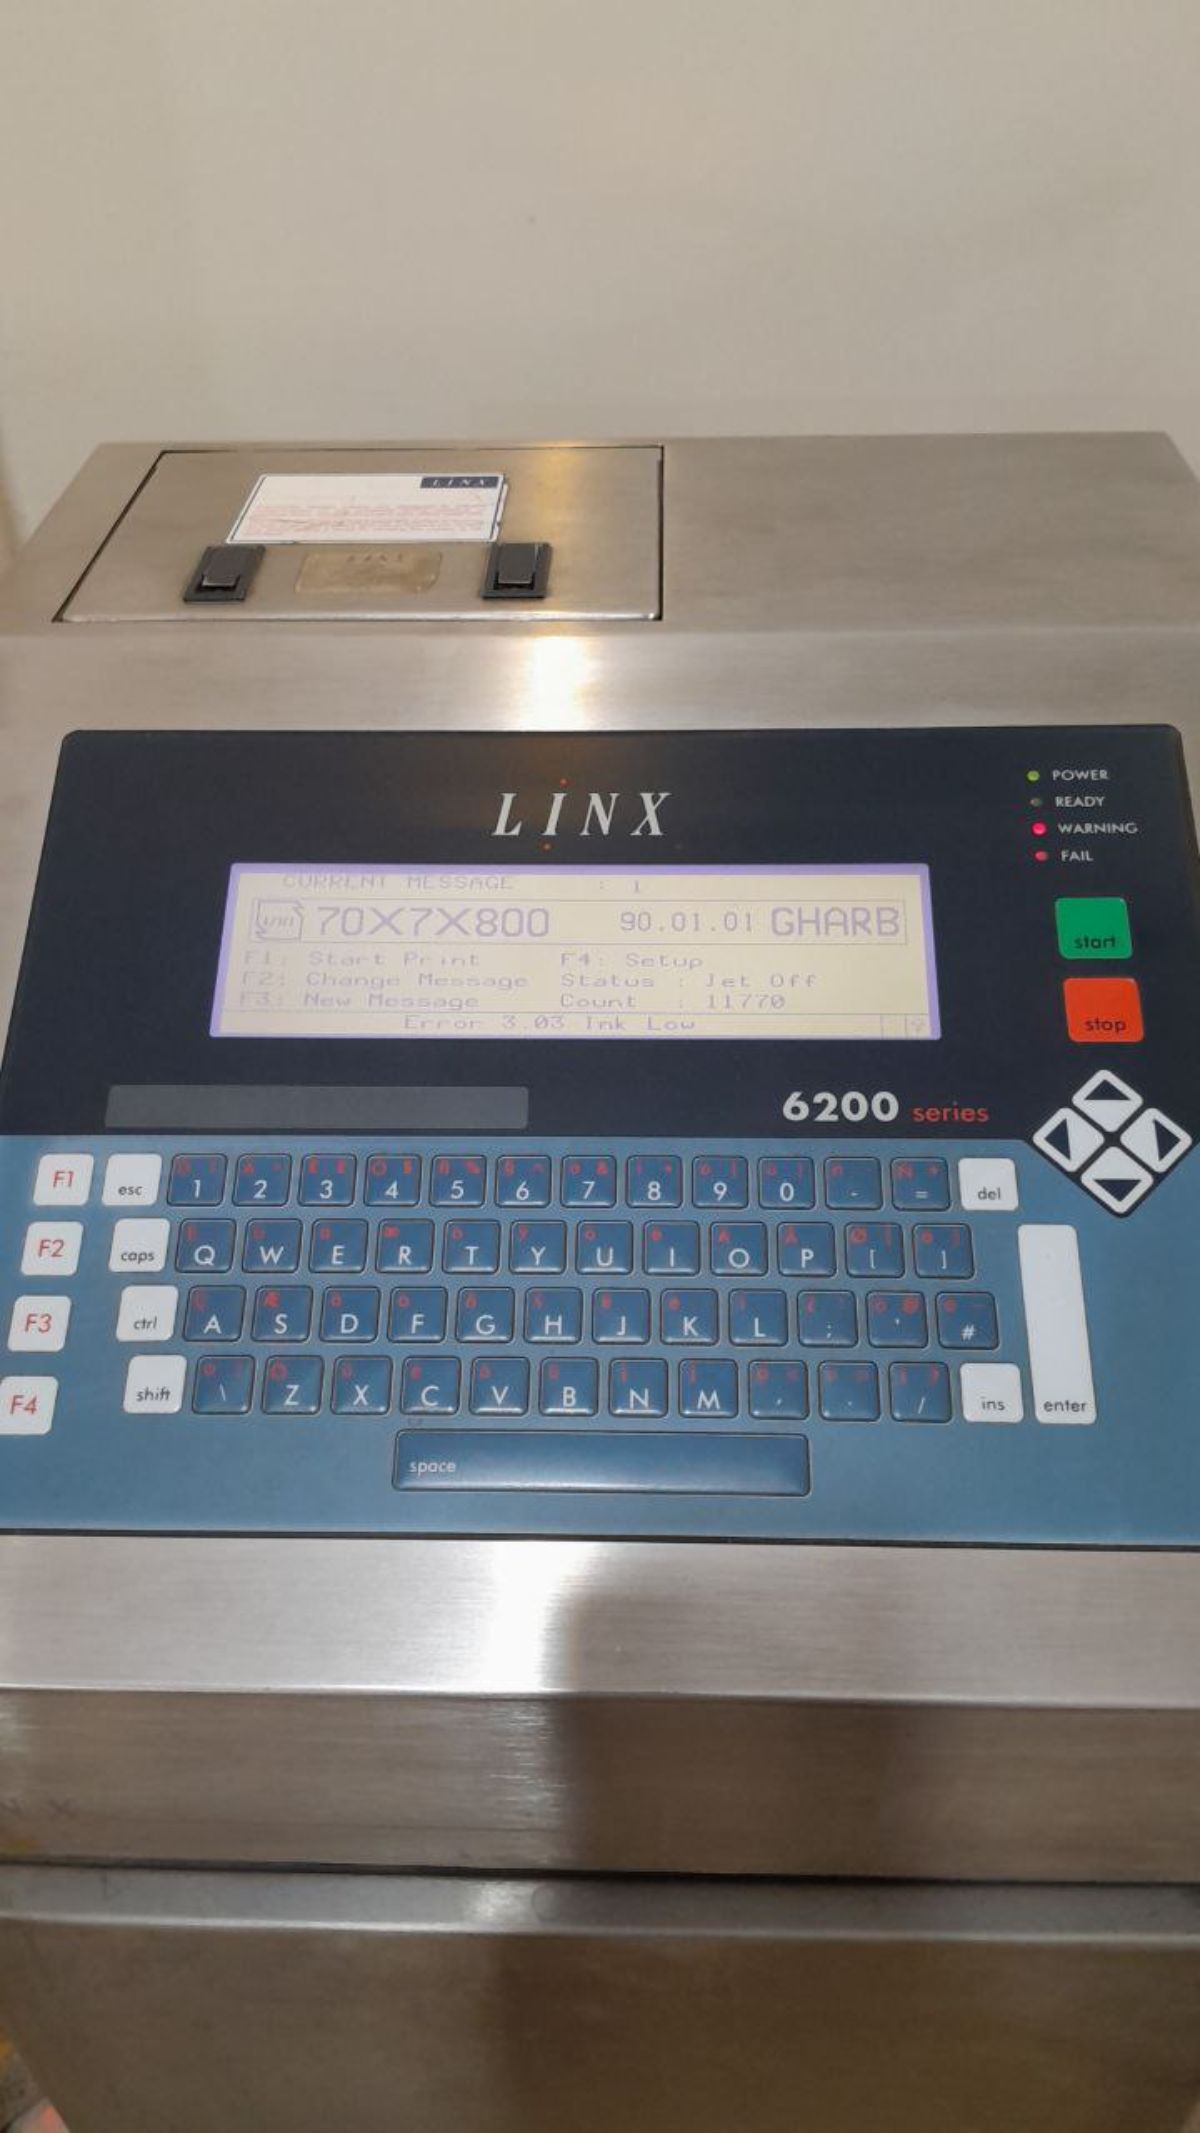 LINX
LINX
POWER
READY
WARNING
FAIL
CURRENT MESSAGE : 1
70X7X800 90.01.01 GHARB
F1: Start Print F4: Setup
F2: Change Message Status : Jet Off
F3: New Message Count : 11770
Error 3.03 Ink Low
start
stop
6200 series
F1 esc 1 2 3 4 5 6 7 8 9 0 - = del
F2 caps Q W E R T Y U I O P [ ]
F3 ctrl A S D F G H J K L ; ' #
F4 shift \ Z X C V B N M , . / ins enter
space